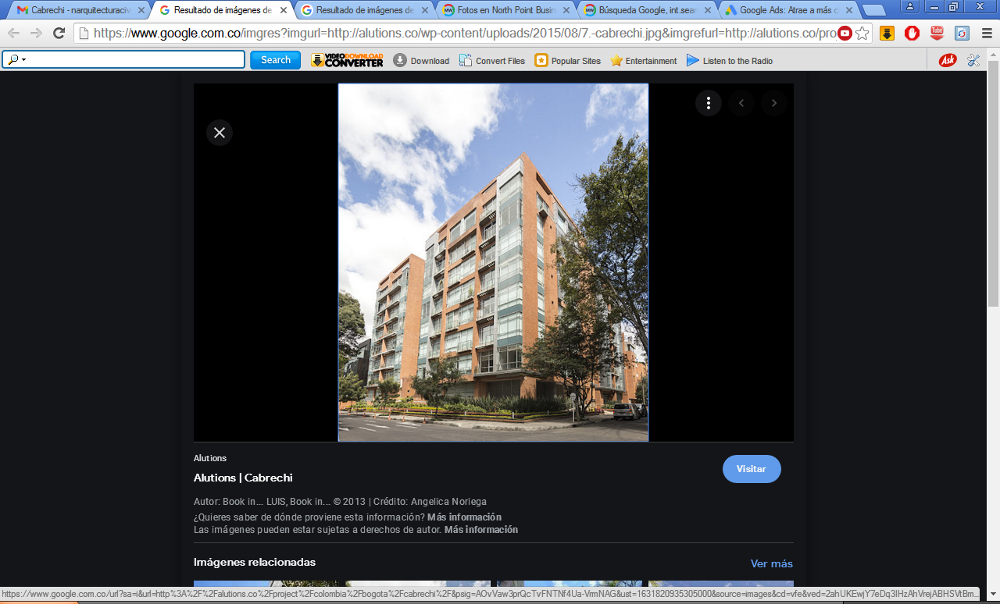 Cabrechi - narquitecturaciv
Resultado de imágenes de
Resultado de imágenes de
Fotos en North Point Busin
Búsqueda Google, int.sear
Google Ads: Atrae a más c
https://www.google.com.co/imgres?imgurl=http://alutions.co/wp-content/uploads/2015/08/7.-cabrechi.jpg&imgrefurl=http://alutions.co/pro
Search
VIDEO DOWNLOAD CONVERTER
Download
Convert Files
Popular Sites
Entertainment
Listen to the Radio
Ask
Alutions
Visitar
Alutions | Cabrechi
Autor: Book in... LUIS, Book in... © 2013 | Crédito: Angelica Noriega
¿Quieres saber de dónde proviene esta información? Más información
Las imágenes pueden estar sujetas a derechos de autor. Más información
Imágenes relacionadas
Ver más
https://www.google.com.co/url?sa=i&url=http%3A%2F%2Falutions.co%2Fproject%2Fcolombia%2Fbogota%2Fcabrechi%2F&psig=AOvVaw3prQcTvFNTNf4Ua-VrmNAG&ust=1631820935305000&source=images&cd=vfe&ved=2ahUKEwjY7eDq3IHzAhVrejABHSVtBm...